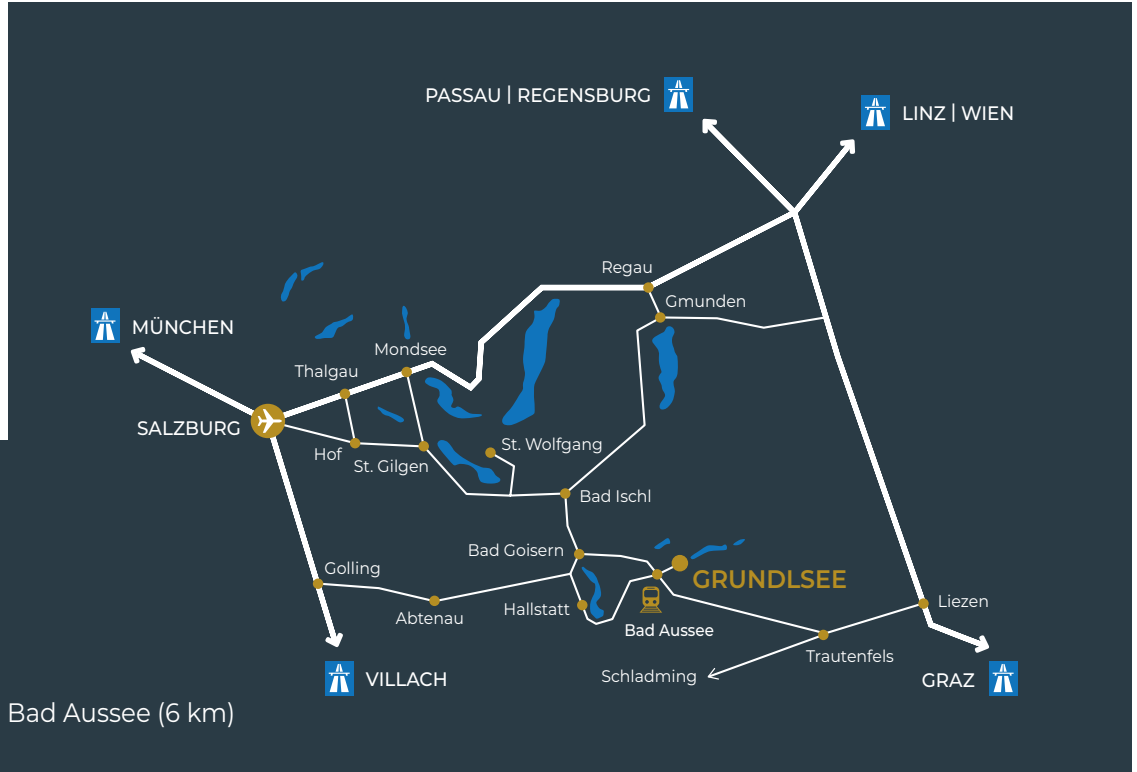 PASSAU | REGENSBURG
LINZ | WIEN
Regau
Gmunden
MÜNCHEN
Mondsee
Thalgau
SALZBURG
Hof
St. Gilgen
St. Wolfgang
Bad Ischl
Bad Goisern
Golling
GRUNDLSEE
Abtenau
Hallstatt
Liezen
Bad Aussee
Trautenfels
Schladming
VILLACH
GRAZ
Bad Aussee (6 km)